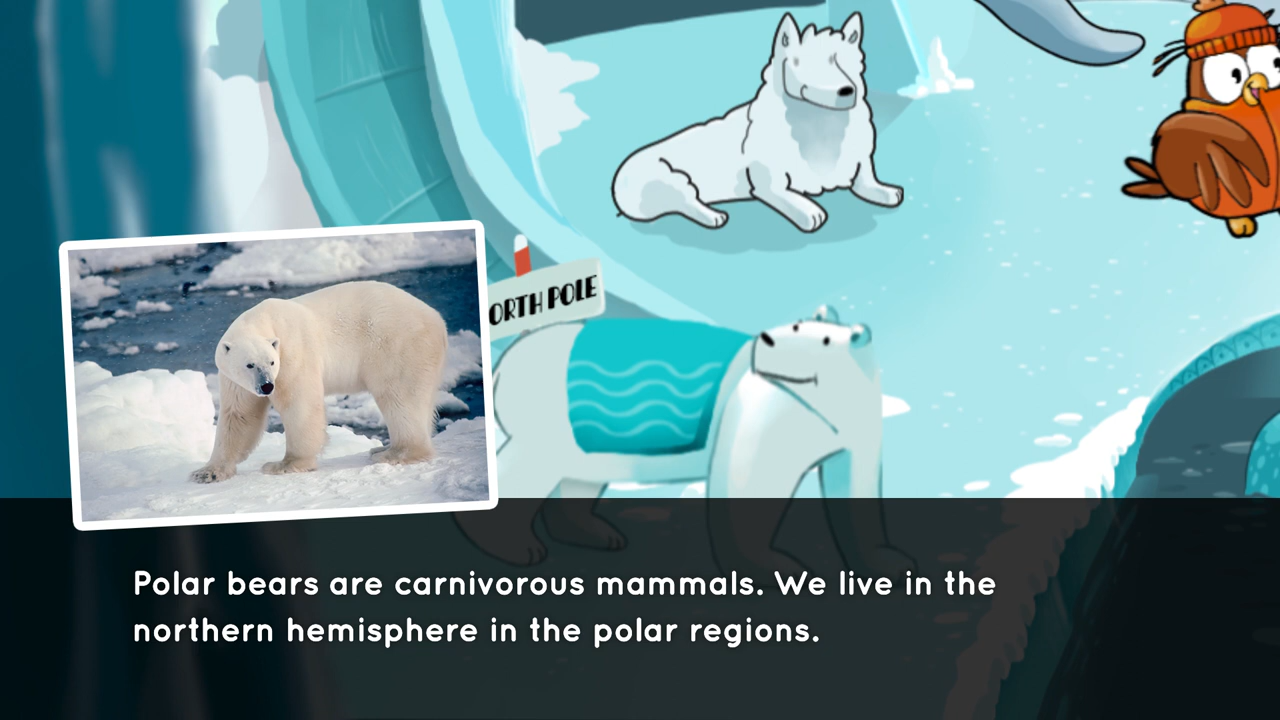 ORTH POLE
Polar bears are carnivorous mammals. We live in the
northern hemisphere in the polar regions.